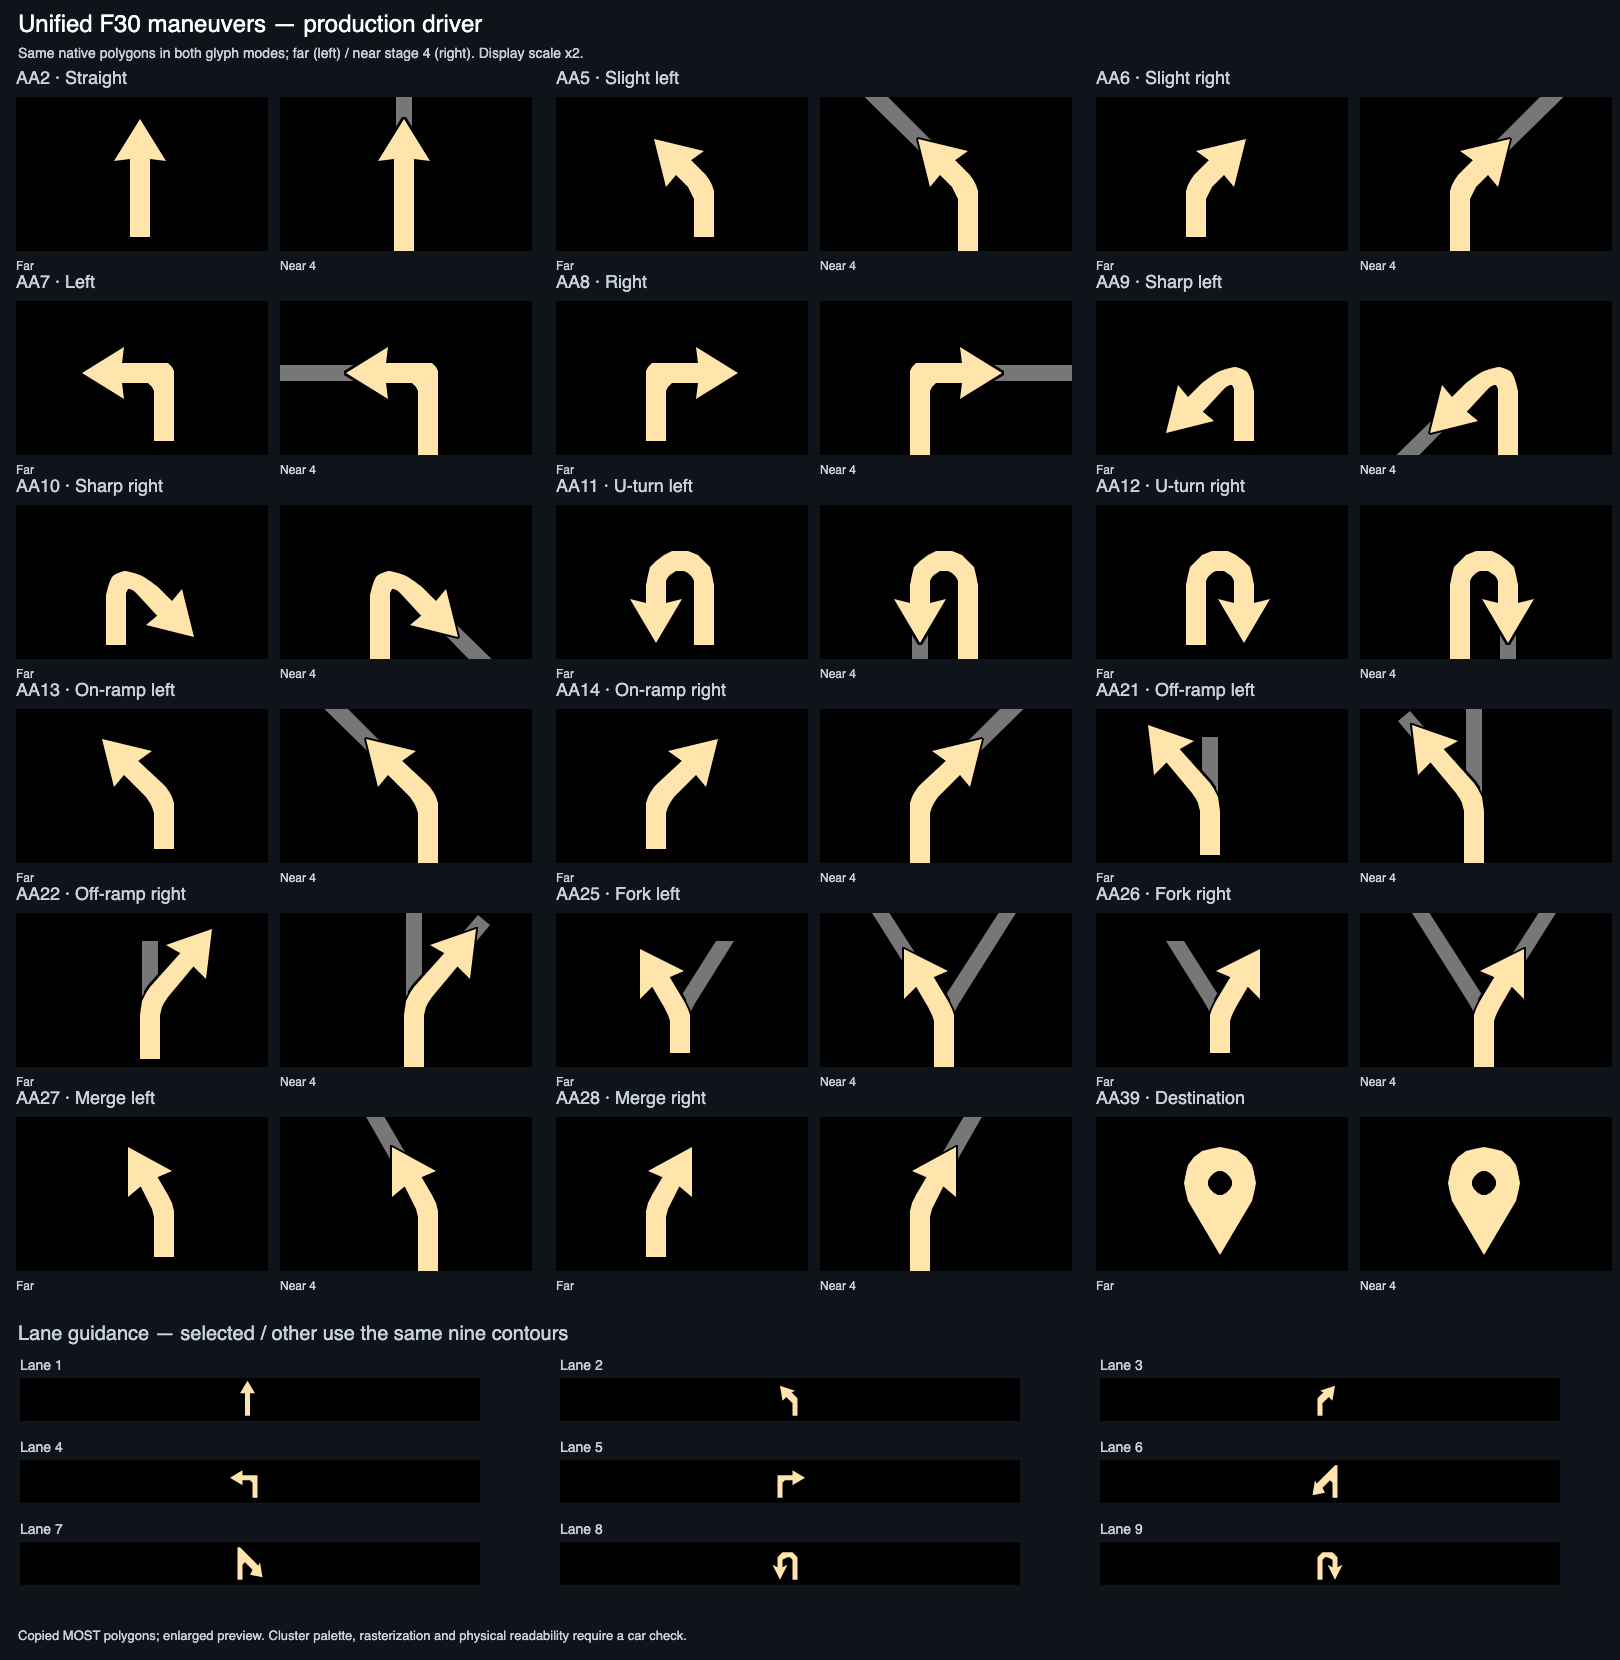 Unified F30 maneuvers — production driver
Same native polygons in both glyph modes; far (left) / near stage 4 (right). Display scale x2.
AA2 · Straight
AA5 · Slight left
AA6 · Slight right
Far
Near 4
Far
Near 4
Far
Near 4
AA7 · Left
AA8 · Right
AA9 · Sharp left
Far
Near 4
Far
Near 4
Far
Near 4
AA10 · Sharp right
AA11 · U-turn left
AA12 · U-turn right
Far
Near 4
Far
Near 4
Far
Near 4
AA13 · On-ramp left
AA14 · On-ramp right
AA21 · Off-ramp left
Far
Near 4
Far
Near 4
Far
Near 4
AA22 · Off-ramp right
AA25 · Fork left
AA26 · Fork right
Far
Near 4
Far
Near 4
Far
Near 4
AA27 · Merge left
AA28 · Merge right
AA39 · Destination
Far
Near 4
Far
Near 4
Far
Near 4
Lane guidance — selected / other use the same nine contours
Lane 1
Lane 2
Lane 3
Lane 4
Lane 5
Lane 6
Lane 7
Lane 8
Lane 9
Copied MOST polygons; enlarged preview. Cluster palette, rasterization and physical readability require a car check.